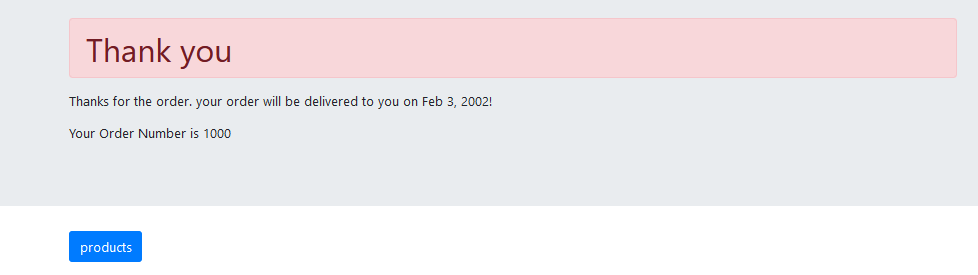 Thank you
Thanks for the order. your order will be delivered to you on Feb 3, 2002!
Your Order Number is 1000
products